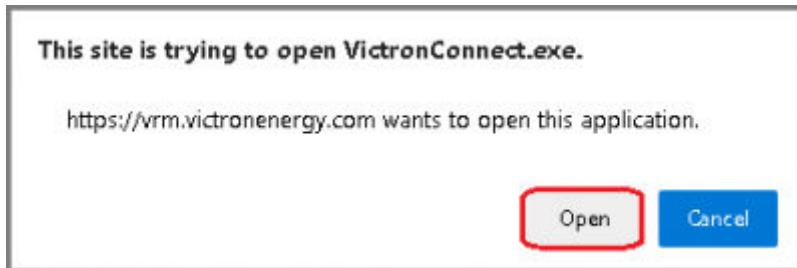 This site is trying to open VictronConnect.exe.
https://vrm.victronenergy.com wants to open this application.
Open Cancel